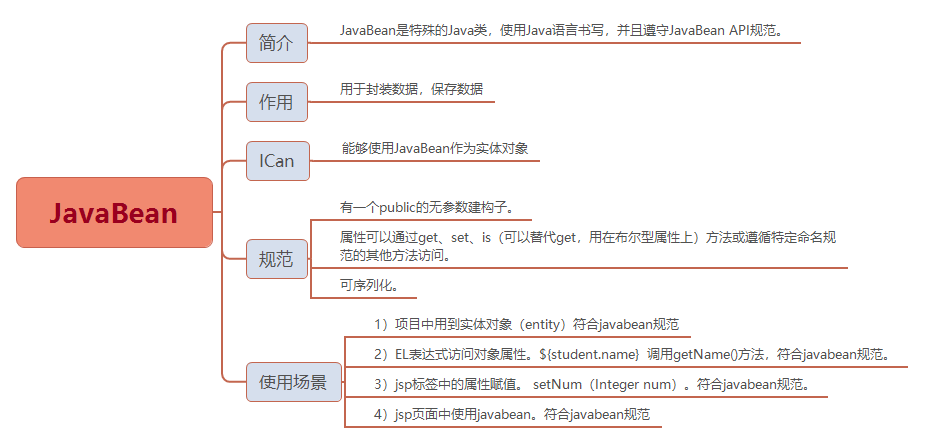 JavaBean
简介
JavaBean是特殊的Java类，使用Java语言书写，并且遵守JavaBean API规范。
作用
用于封装数据，保存数据
ICan
能够使用JavaBean作为实体对象
规范
有一个public的无参数建构子。
属性可以通过get、set、is（可以替代get，用在布尔型属性上）方法或遵循特定命名规
范的其他方法访问。
可序列化。
使用场景
1）项目中用到实体对象（entity）符合javabean规范
2）EL表达式访问对象属性。${student.name} 调用getName()方法，符合javabean规范。
3）jsp标签中的属性赋值。 setNum（Integer num）。符合javabean规范。
4）jsp页面中使用javabean。符合javabean规范